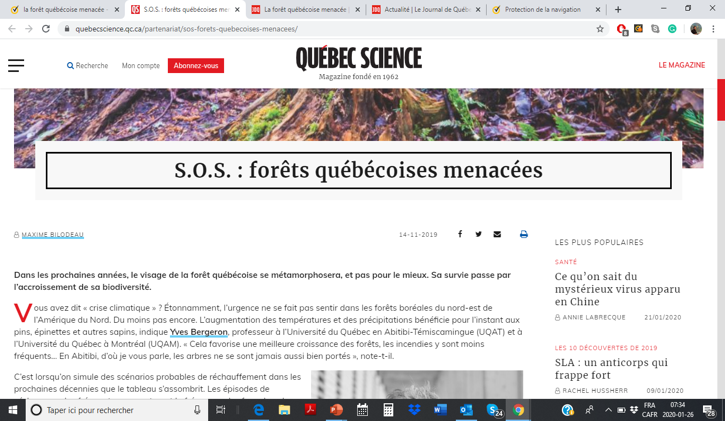 la forêt québécoise menacée -
S.O.S. : forêts québécoises men
La forêt québécoise menacée |
Actualité | Le Journal de Québ
Protection de la navigation
quebecscience.qc.ca/partenariat/sos-forets-quebecoises-menacees/
Recherche
Mon compte
Abonnez-vous
QUÉBEC SCIENCE
Magazine fondé en 1962
LE MAGAZINE
S.O.S. : forêts québécoises menacées
MAXIME BILODEAU
14-11-2019
Dans les prochaines années, le visage de la forêt québécoise se métamorphosera, et pas pour le mieux. Sa survie passe par
l’accroissement de sa biodiversité.
Vous avez dit « crise climatique » ? Étonnamment, l’urgence ne se fait pas sentir dans les forêts boréales du nord-est de
l’Amérique du Nord. Du moins pas encore. L’augmentation des températures et des précipitations bénéficie pour l’instant aux
pins, épinettes et autres sapins, indique Yves Bergeron, professeur à l’Université du Québec en Abitibi-Témiscamingue (UQAT) et à
l’Université du Québec à Montréal (UQAM). « Cela favorise une meilleure croissance des forêts, les incendies y sont moins
fréquents… En Abitibi, d’où je vous parle, les arbres ne se sont jamais aussi bien portés », note-t-il.
C’est lorsqu’on simule des scénarios probables de réchauffement dans les
prochaines décennies que le tableau s’assombrit. Les épisodes de
LES PLUS POPULAIRES
SANTÉ
Ce qu’on sait du
mystérieux virus apparu
en Chine
ANNIE LABRECQUE
21/01/2020
LES 10 DÉCOUVERTES DE 2019
SLA : un anticorps qui
frappe fort
RACHEL HUSSHERR
09/01/2020
Taper ici pour rechercher
24
FRA
CAFR
07:34
2020-01-26
28